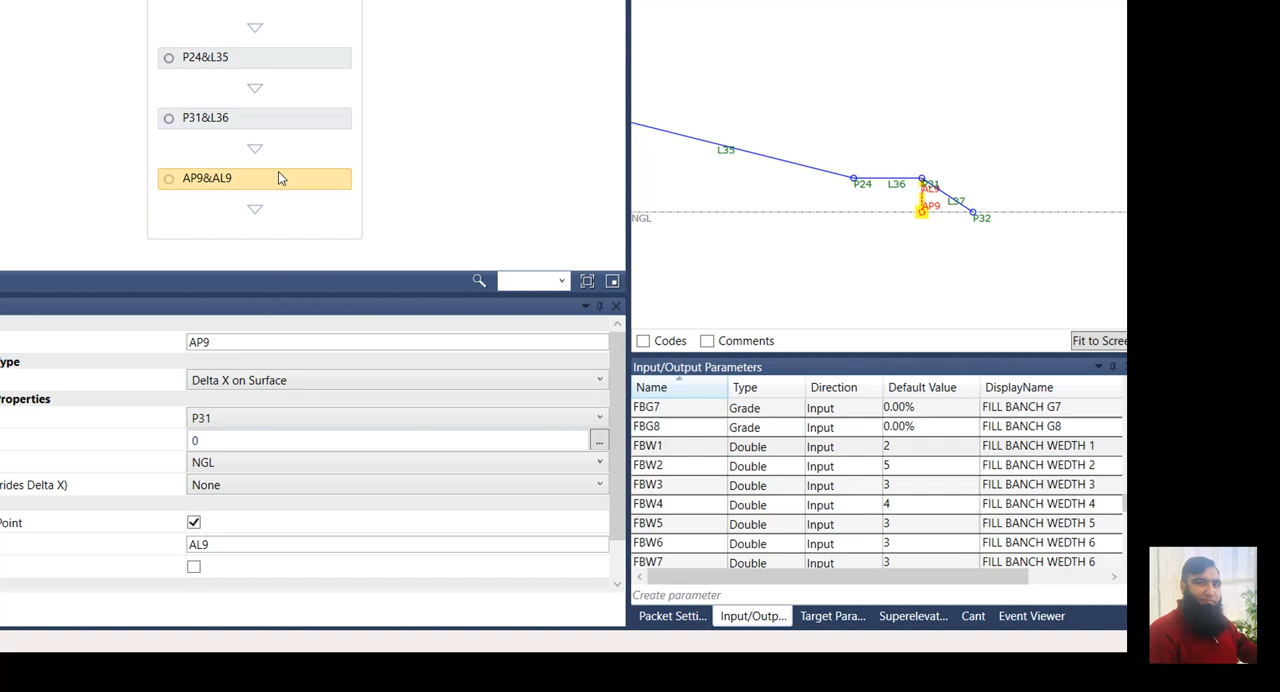 P24&L35
P31&L36
AP9&AL9
L35
P24
L36
P31
AL9
AP9
L37
NGL
P32
AP9
ype
Delta X on Surface
roperties
P31
0
...
NGL
rides Delta X)
None
Point
AL9
Codes
Comments
Fit to Scree
Input/Output Parameters
Name Type Direction Default Value DisplayName
FBG7 Grade Input 0.00% FILL BANCH G7
FBG8 Grade Input 0.00% FILL BANCH G8
FBW1 Double Input 2 FILL BANCH WEDTH 1
FBW2 Double Input 5 FILL BANCH WEDTH 2
FBW3 Double Input 3 FILL BANCH WEDTH 3
FBW4 Double Input 4 FILL BANCH WEDTH 4
FBW5 Double Input 3 FILL BANCH WEDTH 5
FBW6 Double Input 3 FILL BANCH WEDTH 6
FBW7 Double Input 3 FILL BANCH WEDTH 6
Create parameter
Packet Setti... Input/Outp... Target Para... Superelevat... Cant Event Viewer